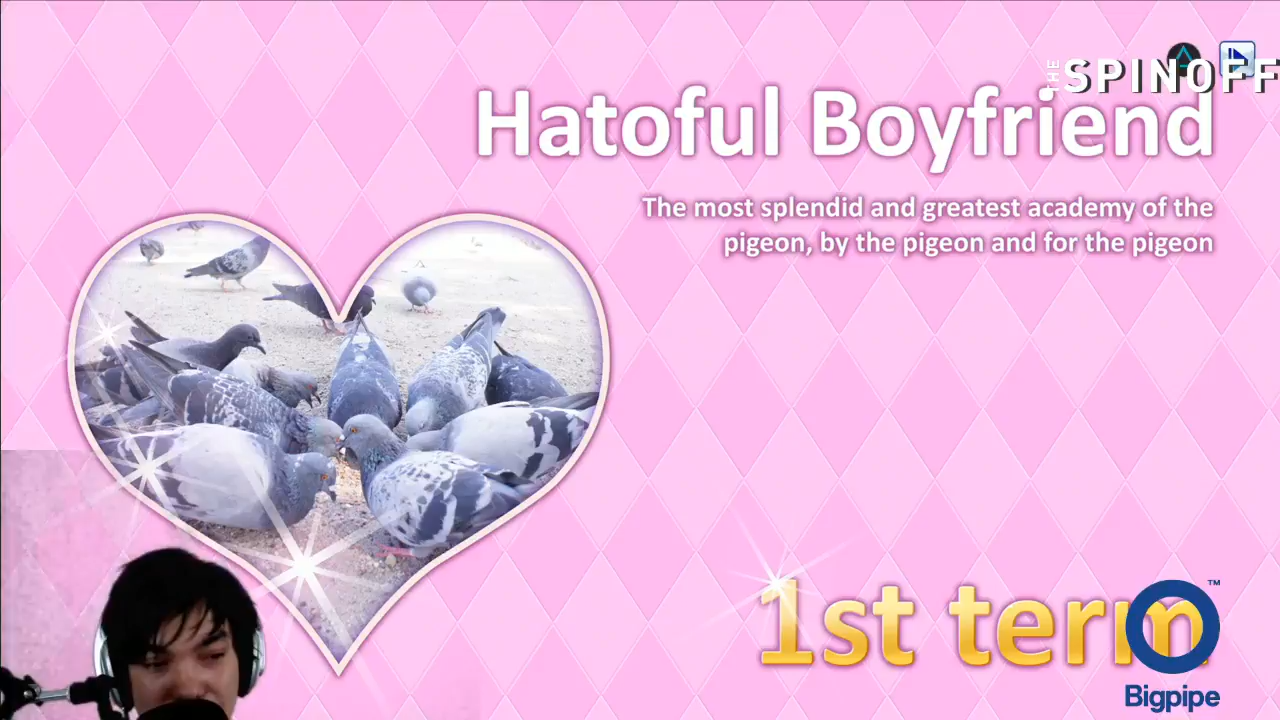 THE SPINOFF
Hatoful Boyfriend
The most splendid and greatest academy of the
pigeon, by the pigeon and for the pigeon
1st term
Bigpipe
TM